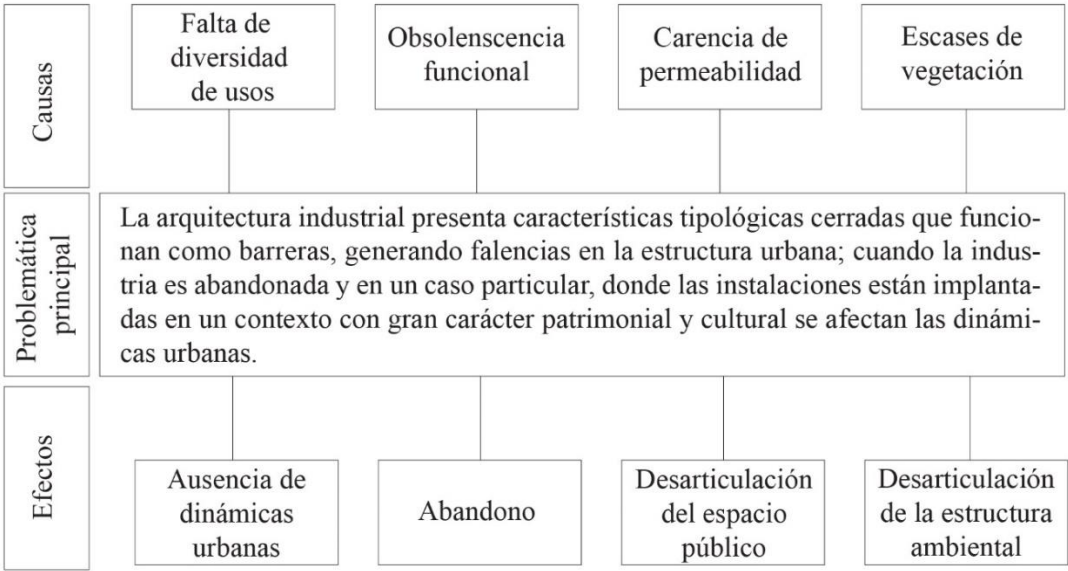 Causas
Falta de
diversidad
de usos
Obsolenscencia
funcional
Carencia de
permeabilidad
Escases de
vegetación
Problemática
principal
La arquitectura industrial presenta características tipológicas cerradas que funcio-
nan como barreras, generando falencias en la estructura urbana; cuando la indus-
tria es abandonada y en un caso particular, donde las instalaciones están implanta-
das en un contexto con gran carácter patrimonial y cultural se afectan las dinámi-
cas urbanas.
Efectos
Ausencia de
dinámicas
urbanas
Abandono
Desarticulación
del espacio
público
Desarticulación
de la estructura
ambiental